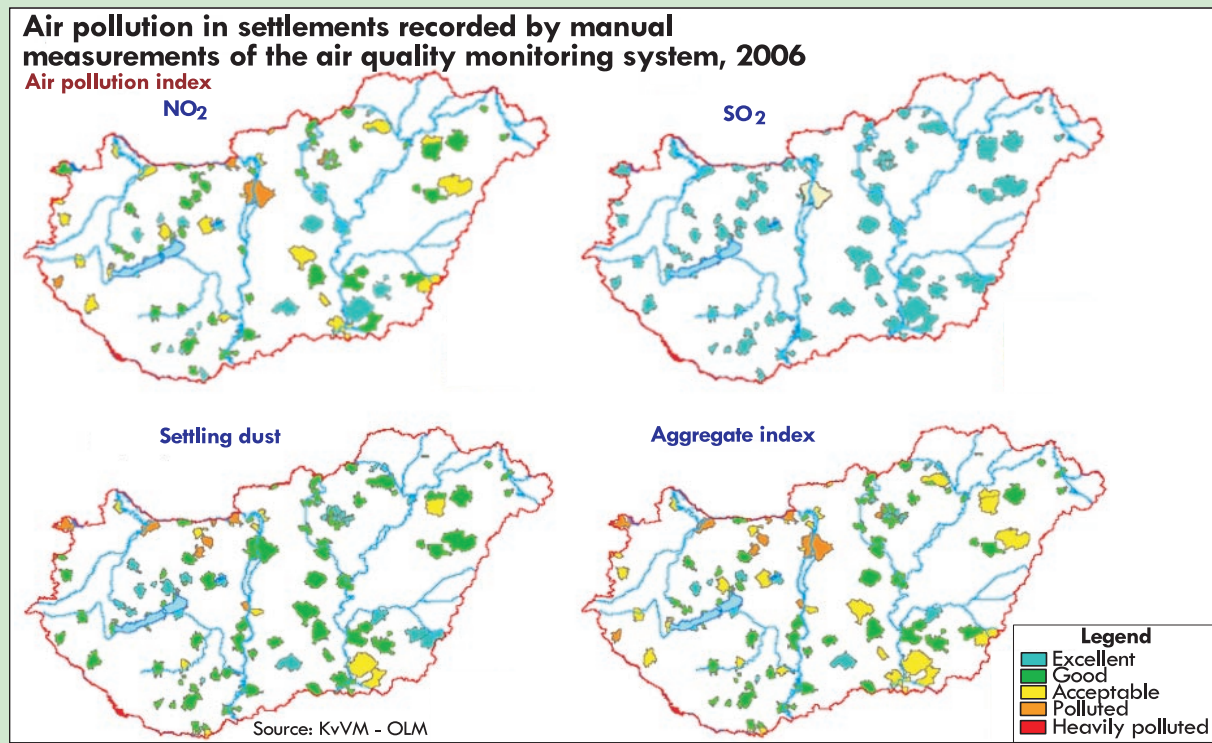 Air pollution in settlements recorded by manual
measurements of the air quality monitoring system, 2006
Air pollution index
NO2
SO2
Settling dust
Aggregate index
Source: KvVM - OLM
Legend
Excellent
Good
Acceptable
Polluted
Heavily polluted